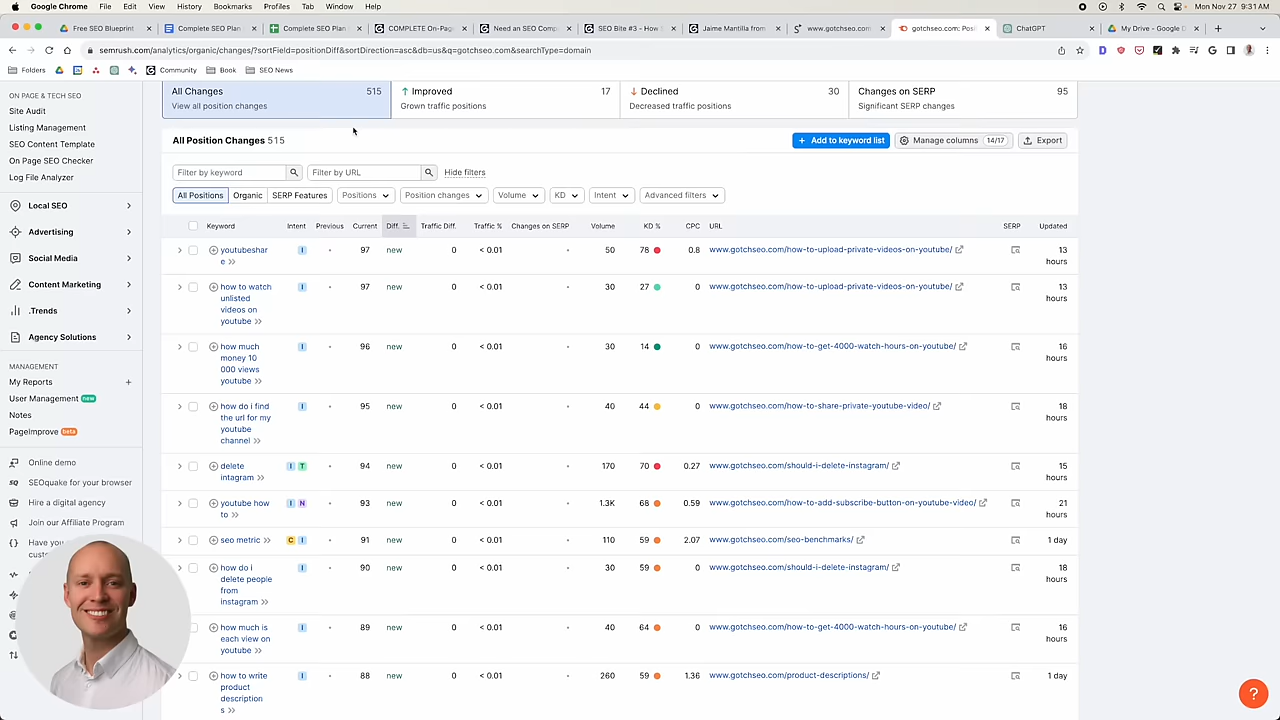 Google Chrome File Edit View History Bookmarks Profiles Tab Window Help Mon Nov 27 9:31 AM
Free SEO Blueprint Complete SEO Plan Complete SEO Plan COMPLETE On-Pa Need an SEO Comp SEO Bite #3 - How Jaime Mantilla from www.gotchseo.com gotchseo.com: Posi ChatGPT My Drive - Google D
semrush.com/analytics/organic/changes/?sortField=positionDiff&sortDirection=asc&db=us&q=gotchseo.com&searchType=domain
Folders Community Book SEO News
ON PAGE & TECH SEO
Site Audit
Listing Management
SEO Content Template
On Page SEO Checker
Log File Analyzer
Local SEO
Advertising
Social Media
Content Marketing
.Trends
Agency Solutions
MANAGEMENT
My Reports
User Management new
Notes
PageImprove beta
Online demo
SEOquake for your browser
Hire a digital agency
Join our Affiliate Program
Have you
All Changes 515 Improved 17 Declined 30 Changes on SERP 95
View all position changes Grown traffic positions Decreased traffic positions Significant SERP changes
All Position Changes 515
+ Add to keyword list Manage columns 14/17 Export
Filter by keyword Filter by URL Hide filters
All Positions Organic SERP Features Positions Position changes Volume KD Intent Advanced filters
Keyword Intent Previous Current Diff. Traffic Diff. Traffic % Changes on SERP Volume KD % CPC URL SERP Updated
youtubeshar I 97 new 0 < 0.01 50 78 0.8 www.gotchseo.com/how-to-upload-private-videos-on-youtube/ 13
e hours
how to watch I 97 new 0 < 0.01 30 27 0 www.gotchseo.com/how-to-upload-private-videos-on-youtube/ 13
unlisted hours
videos on
youtube
how much I 96 new 0 < 0.01 30 14 0 www.gotchseo.com/how-to-get-4000-watch-hours-on-youtube/ 16
money 10 hours
000 views
youtube
how do i find I 95 new 0 < 0.01 40 44 0 www.gotchseo.com/how-to-share-private-youtube-video/ 18
the url for my hours
youtube
channel
delete I T 94 new 0 < 0.01 170 70 0.27 www.gotchseo.com/should-i-delete-instagram/ 15
intagram hours
youtube how I N 93 new 0 < 0.01 1.3K 68 0.59 www.gotchseo.com/how-to-add-subscribe-button-on-youtube-video/ 21
to hours
seo metric C I 91 new 0 < 0.01 110 59 2.07 www.gotchseo.com/seo-benchmarks/ 1 day
how do i I 90 new 0 < 0.01 30 59 0 www.gotchseo.com/should-i-delete-instagram/ 18
delete people hours
from
instagram
how much is I 89 new 0 < 0.01 40 64 0 www.gotchseo.com/how-to-get-4000-watch-hours-on-youtube/ 16
each view on hours
youtube
how to write I 88 new 0 < 0.01 260 59 1.36 www.gotchseo.com/product-descriptions/ 1 day
product
description
s
?